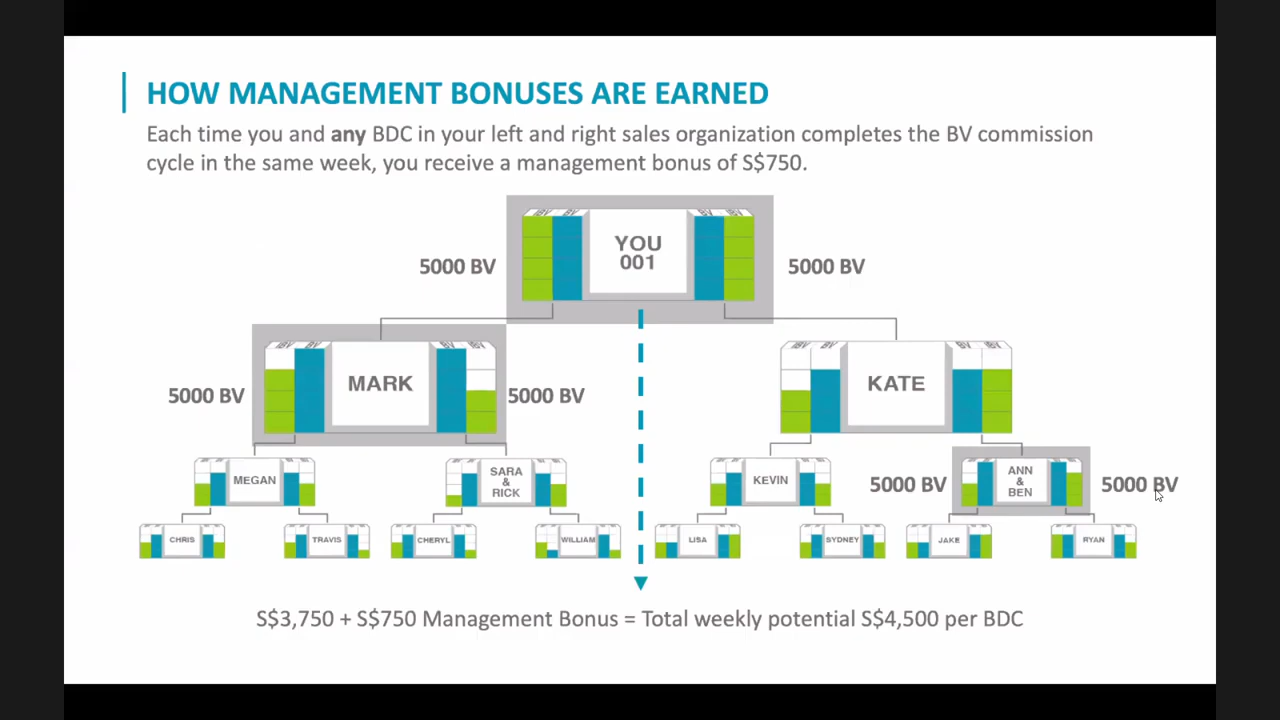 HOW MANAGEMENT BONUSES ARE EARNED
Each time you and any BDC in your left and right sales organization completes the BV commission
cycle in the same week, you receive a management bonus of S$750.
5000 BV
YOU
001
5000 BV
5000 BV
MARK
5000 BV
KATE
MEGAN
SARA
&
RICK
KEVIN
5000 BV
ANN
&
BEN
5000 BV
CHRIS
TRAVIS
CHERYL
WILLIAM
LISA
SYDNEY
JAKE
RYAN
S$3,750 + S$750 Management Bonus = Total weekly potential S$4,500 per BDC